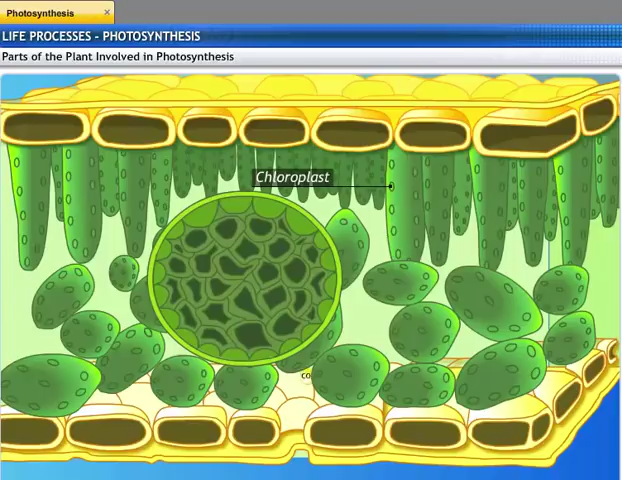 Photosynthesis
LIFE PROCESSES - PHOTOSYNTHESIS
Parts of the Plant Involved in Photosynthesis
Chloroplast